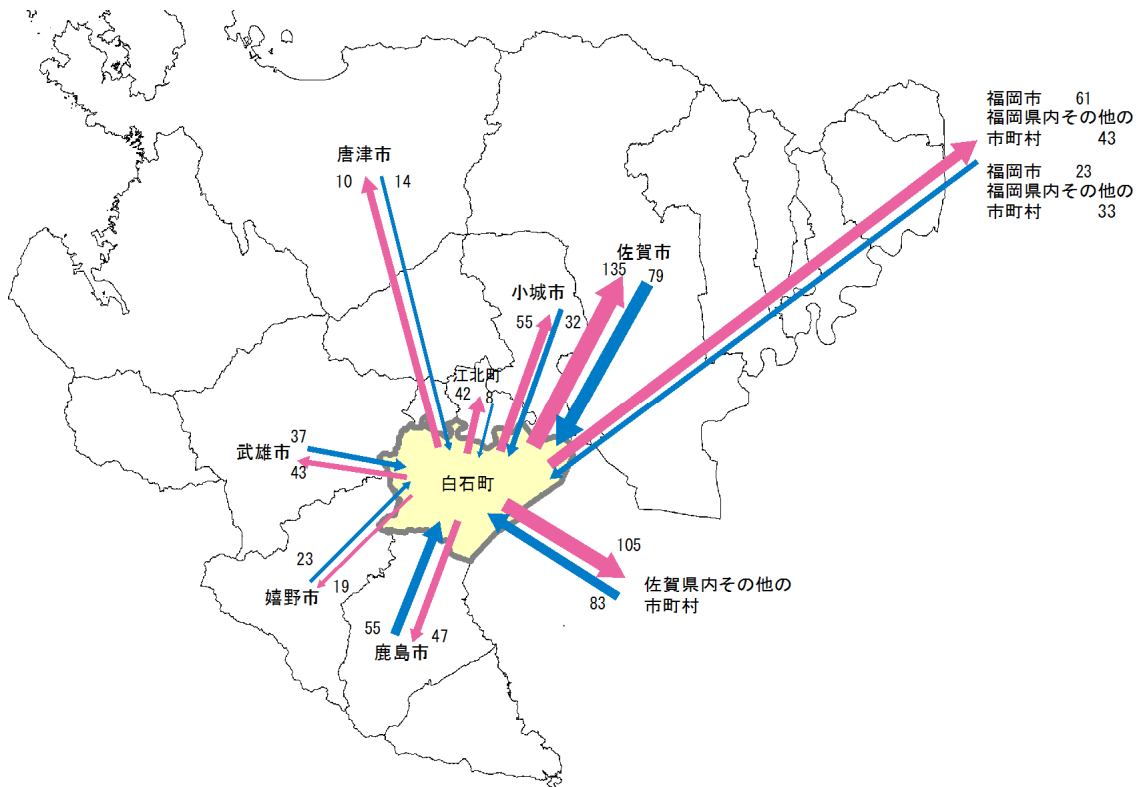 福岡市 61
福岡県内その他の
市町村 43
福岡市 23
福岡県内その他の
市町村 33
唐津市
10 14
佐賀市
135 79
小城市
55 32
江北町
42 8
武雄市
37
43
白石町
嬉野市
23
19
鹿島市
55 47
105
佐賀県内その他の
市町村
83